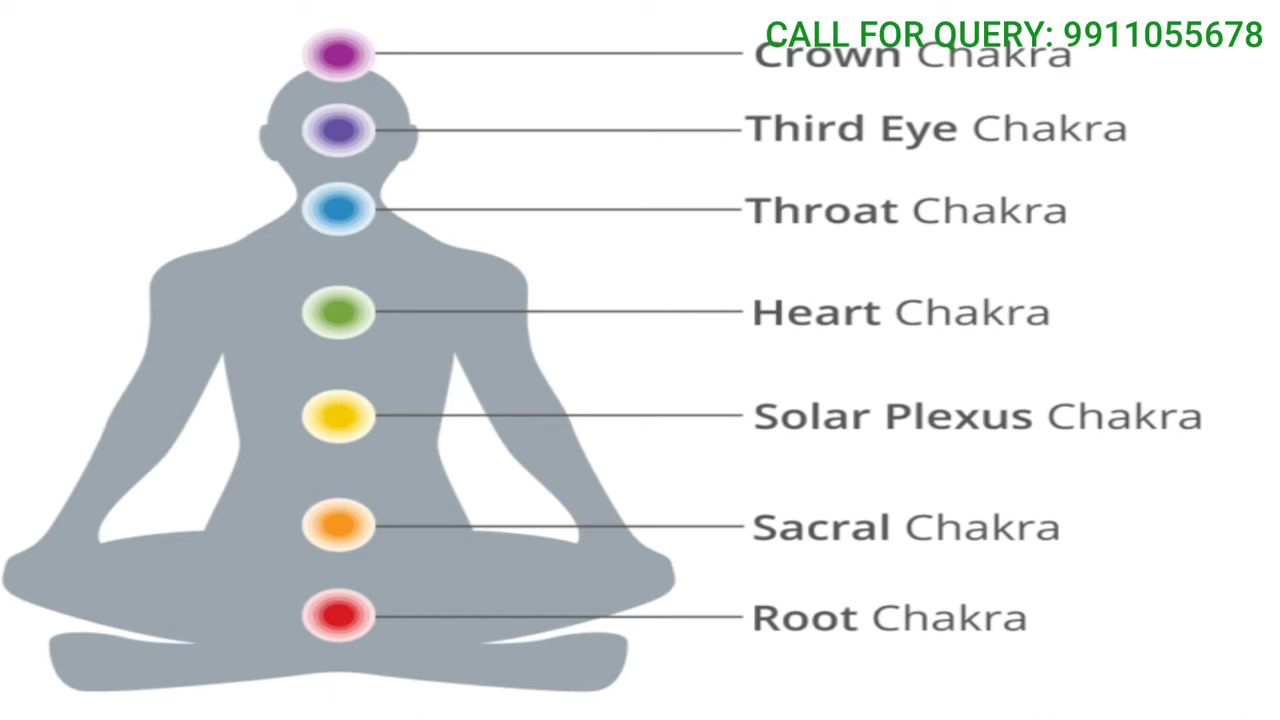 CALL FOR QUERY: 9911055678
Crown Chakra
Third Eye Chakra
Throat Chakra
Heart Chakra
Solar Plexus Chakra
Sacral Chakra
Root Chakra